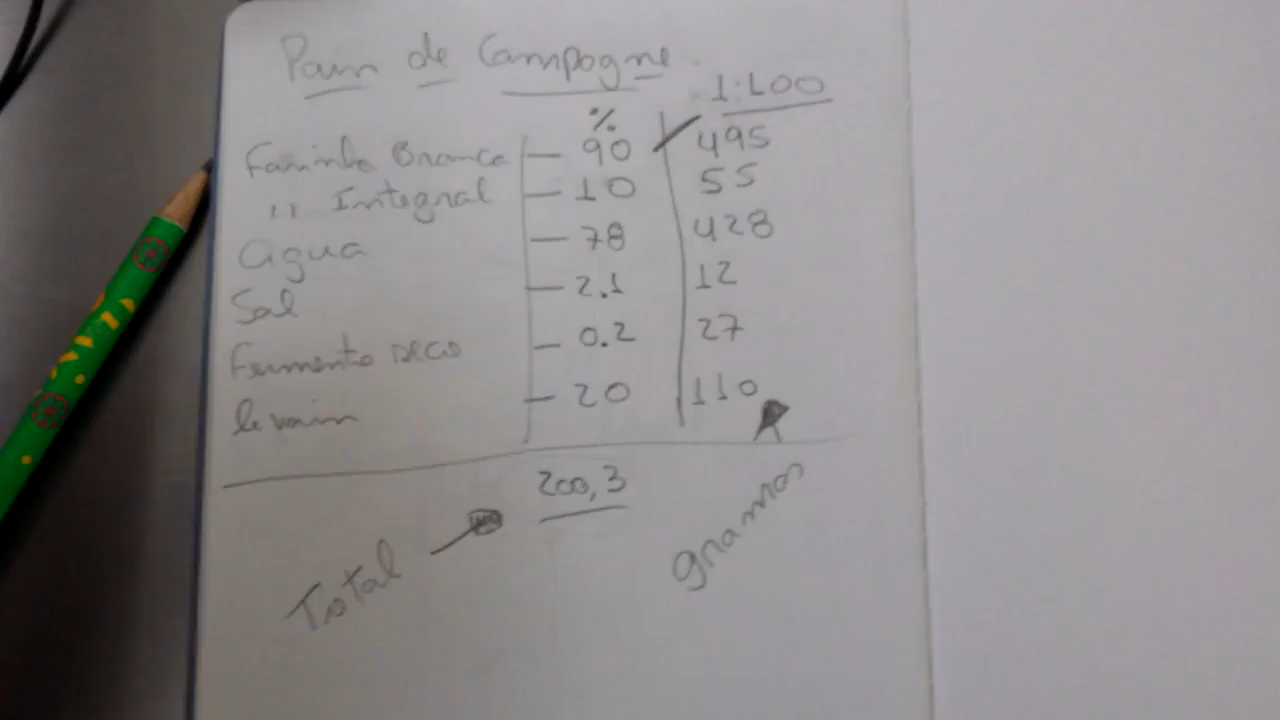 Pain de Campogne
1.100
%
Farinha Branca — 90 495
" Integral — 10 55
Agua — 78 428
Sal — 2.1 12
Fermento seco — 0.2 27
levain — 20 110
200,3
Total
gramas